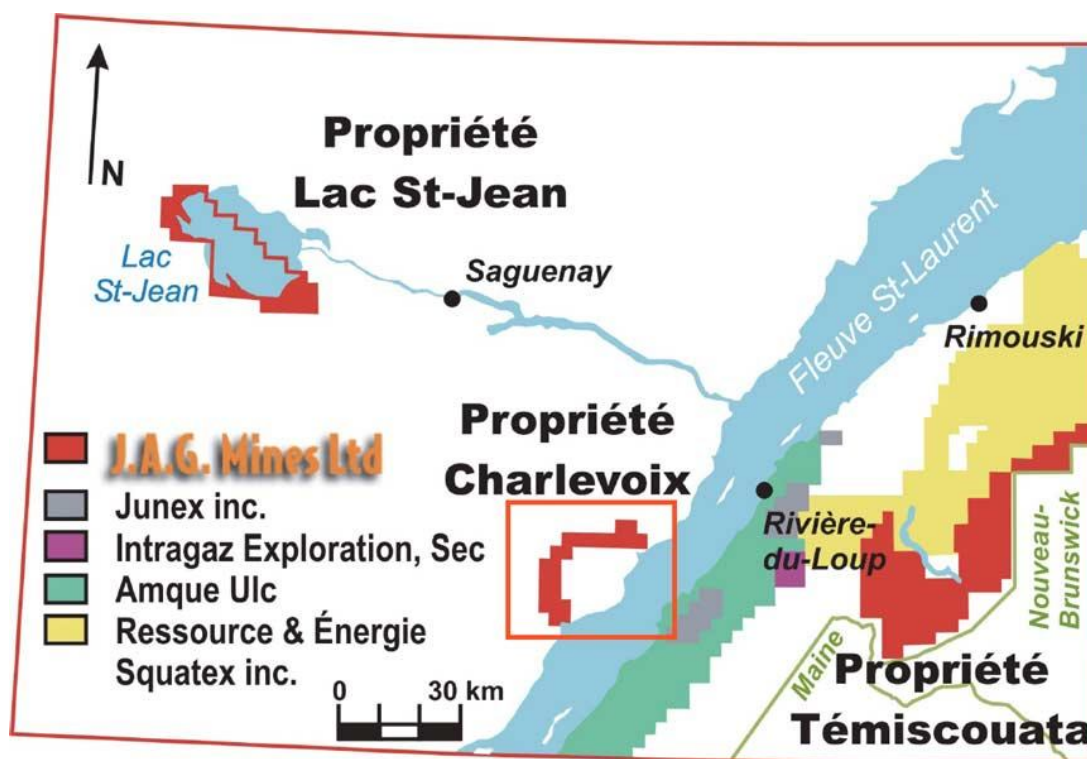 N
Propriété
Lac St-Jean
Lac
St-Jean
Saguenay
Fleuve St-Laurent
Rimouski
Propriété
Charlevoix
Rivière-
du-Loup
J.A.G. Mines Ltd
Junex inc.
Intragaz Exploration, Sec
Amque Ulc
Ressource & Énergie
Squatex inc.
0 30 km
Maine
Nouveau-
Brunswick
Propriété
Témiscouata